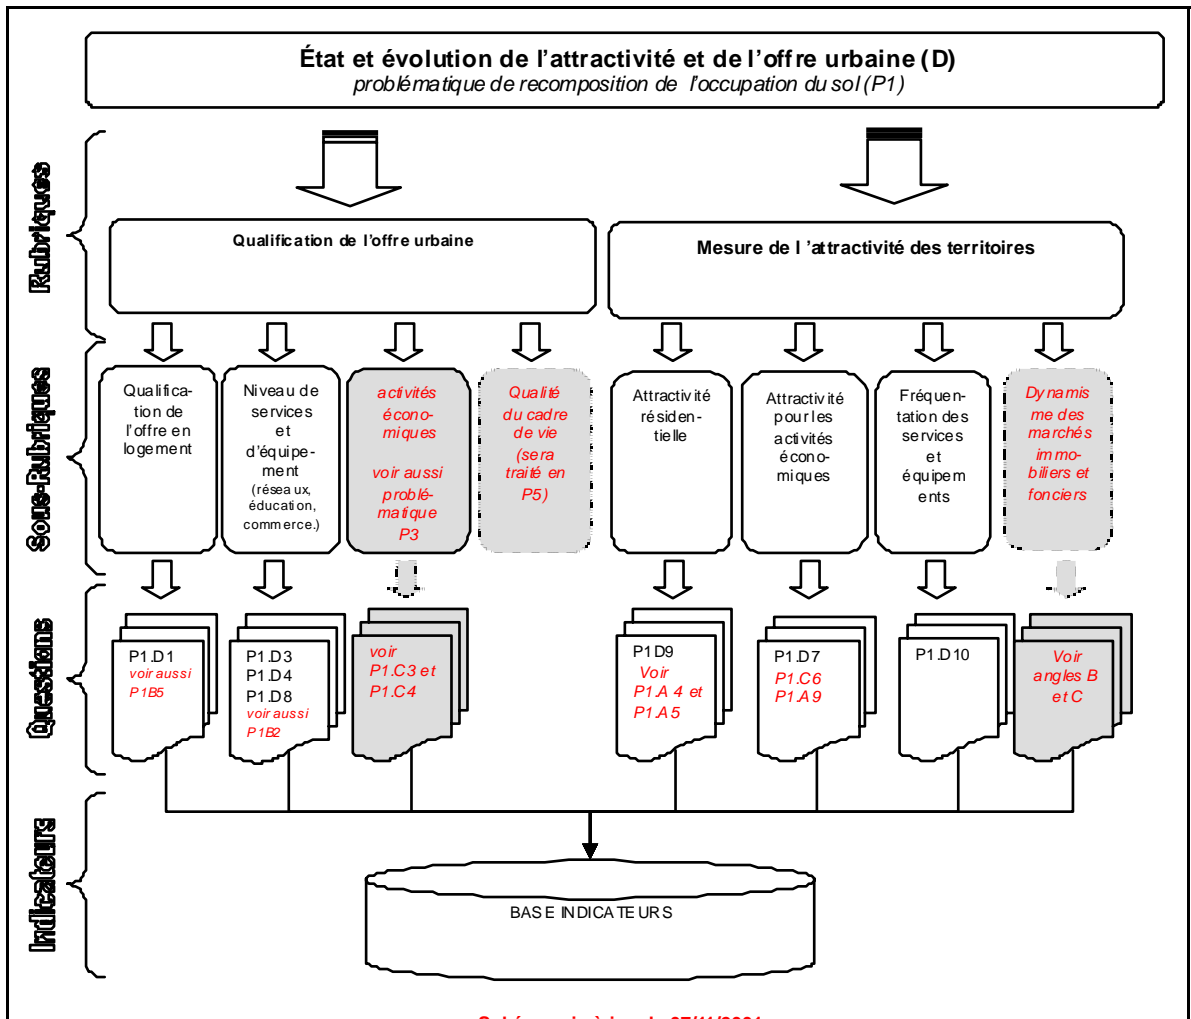 État et évolution de l'attractivité et de l'offre urbaine (D)
problématique de recomposition de l'occupation du sol (P1)
Rubriques
Qualification de l'offre urbaine
Mesure de l'attractivité des territoires
Sous-Rubriques
Qualifica-
tion de
l'offre en
logement
Niveau de
services
et
d'équipe-
ment
(réseaux,
éducation,
commerce.)
activités
écono-
miques
voir aussi
problé-
matique
P3
Qualité
du cadre
de vie
(sera
traité en
P5)
Attractivité
résiden-
tielle
Attractivité
pour les
activités
écono-
miques
Fréquen-
tation des
services
et
équipem
ents
Dynamis
me des
marchés
immo-
biliers et
fonciers
Questions
P1.D1
voir aussi
P1B5
P1.D3
P1.D4
P1.D8
voir aussi
P1B2
voir
P1.C3 et
P1.C4
P1.D9
Voir
P1.A4 et
P1.A5
P1.D7
P1.C6
P1.A9
P1.D10
Voir
angles B
et C
Indicateurs
BASE INDICATEURS